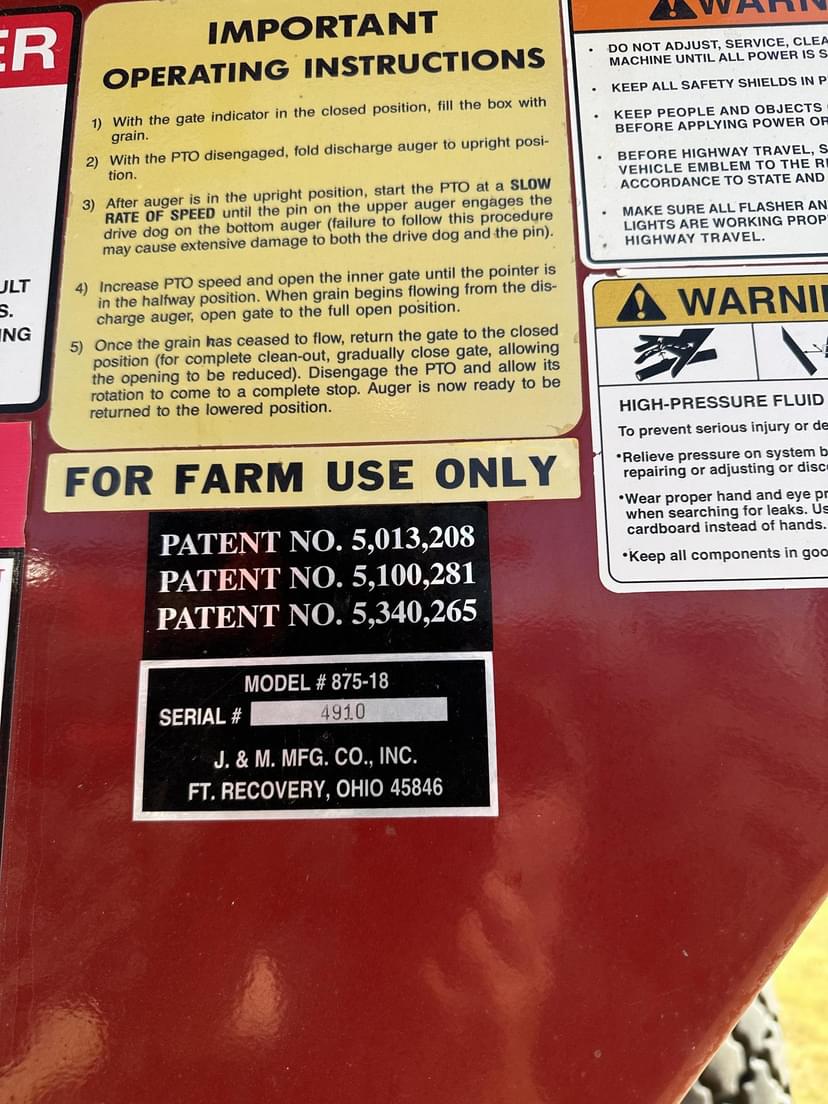 ER
ULT
S.
ING
IMPORTANT
OPERATING INSTRUCTIONS
1) With the gate indicator in the closed position, fill the box with
grain.
2) With the PTO disengaged, fold discharge auger to upright posi-
tion.
3) After auger is in the upright position, start the PTO at a SLOW
RATE OF SPEED until the pin on the upper auger engages the
drive dog on the bottom auger (failure to follow this procedure
may cause extensive damage to both the drive dog and the pin).
4) Increase PTO speed and open the inner gate until the pointer is
in the halfway position. When grain begins flowing from the dis-
charge auger, open gate to the full open position.
5) Once the grain has ceased to flow, return the gate to the closed
position (for complete clean-out, gradually close gate, allowing
the opening to be reduced). Disengage the PTO and allow its
rotation to come to a complete stop. Auger is now ready to be
returned to the lowered position.
FOR FARM USE ONLY
PATENT NO. 5,013,208
PATENT NO. 5,100,281
PATENT NO. 5,340,265
MODEL # 875-18
SERIAL # 4910
J. & M. MFG. CO., INC.
FT. RECOVERY, OHIO 45846
WARN
• DO NOT ADJUST, SERVICE, CLEA
MACHINE UNTIL ALL POWER IS S
• KEEP ALL SAFETY SHIELDS IN P
• KEEP PEOPLE AND OBJECTS
BEFORE APPLYING POWER OR
• BEFORE HIGHWAY TRAVEL, S
VEHICLE EMBLEM TO THE RE
ACCORDANCE TO STATE AND
• MAKE SURE ALL FLASHER AN
LIGHTS ARE WORKING PROP
HIGHWAY TRAVEL.
WARNI
HIGH-PRESSURE FLUID
To prevent serious injury or de
•Relieve pressure on system b
repairing or adjusting or disc
•Wear proper hand and eye pr
when searching for leaks. Us
cardboard instead of hands.
•Keep all components in goo